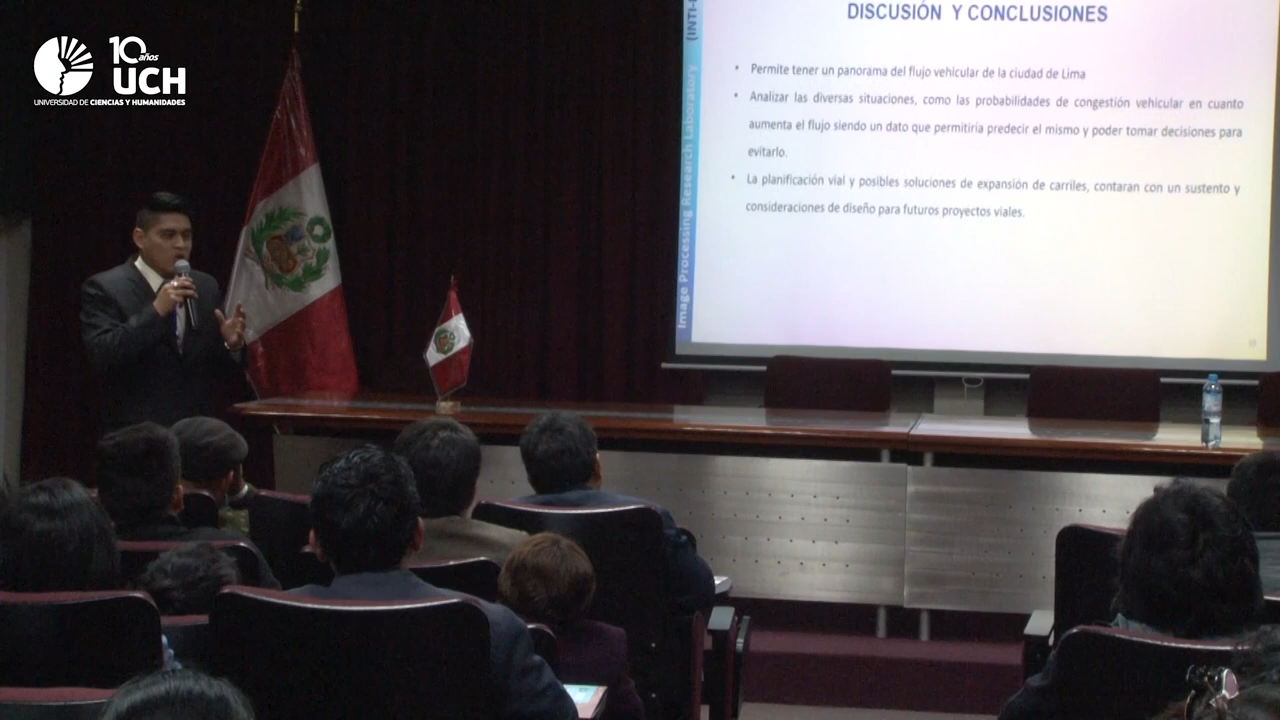 10 años
UCH
UNIVERSIDAD DE CIENCIAS Y HUMANIDADES
Image Processing Research Laboratory
(INTI-
DISCUSIÓN Y CONCLUSIONES
• Permite tener un panorama del flujo vehicular de la ciudad de Lima
• Analizar las diversas situaciones, como las probabilidades de congestión vehicular en cuanto
aumenta el flujo siendo un dato que permitiría predecir el mismo y poder tomar decisiones para
evitarlo.
• La planificación vial y posibles soluciones de expansión de carriles, contaran con un sustento y
consideraciones de diseño para futuros proyectos viales.